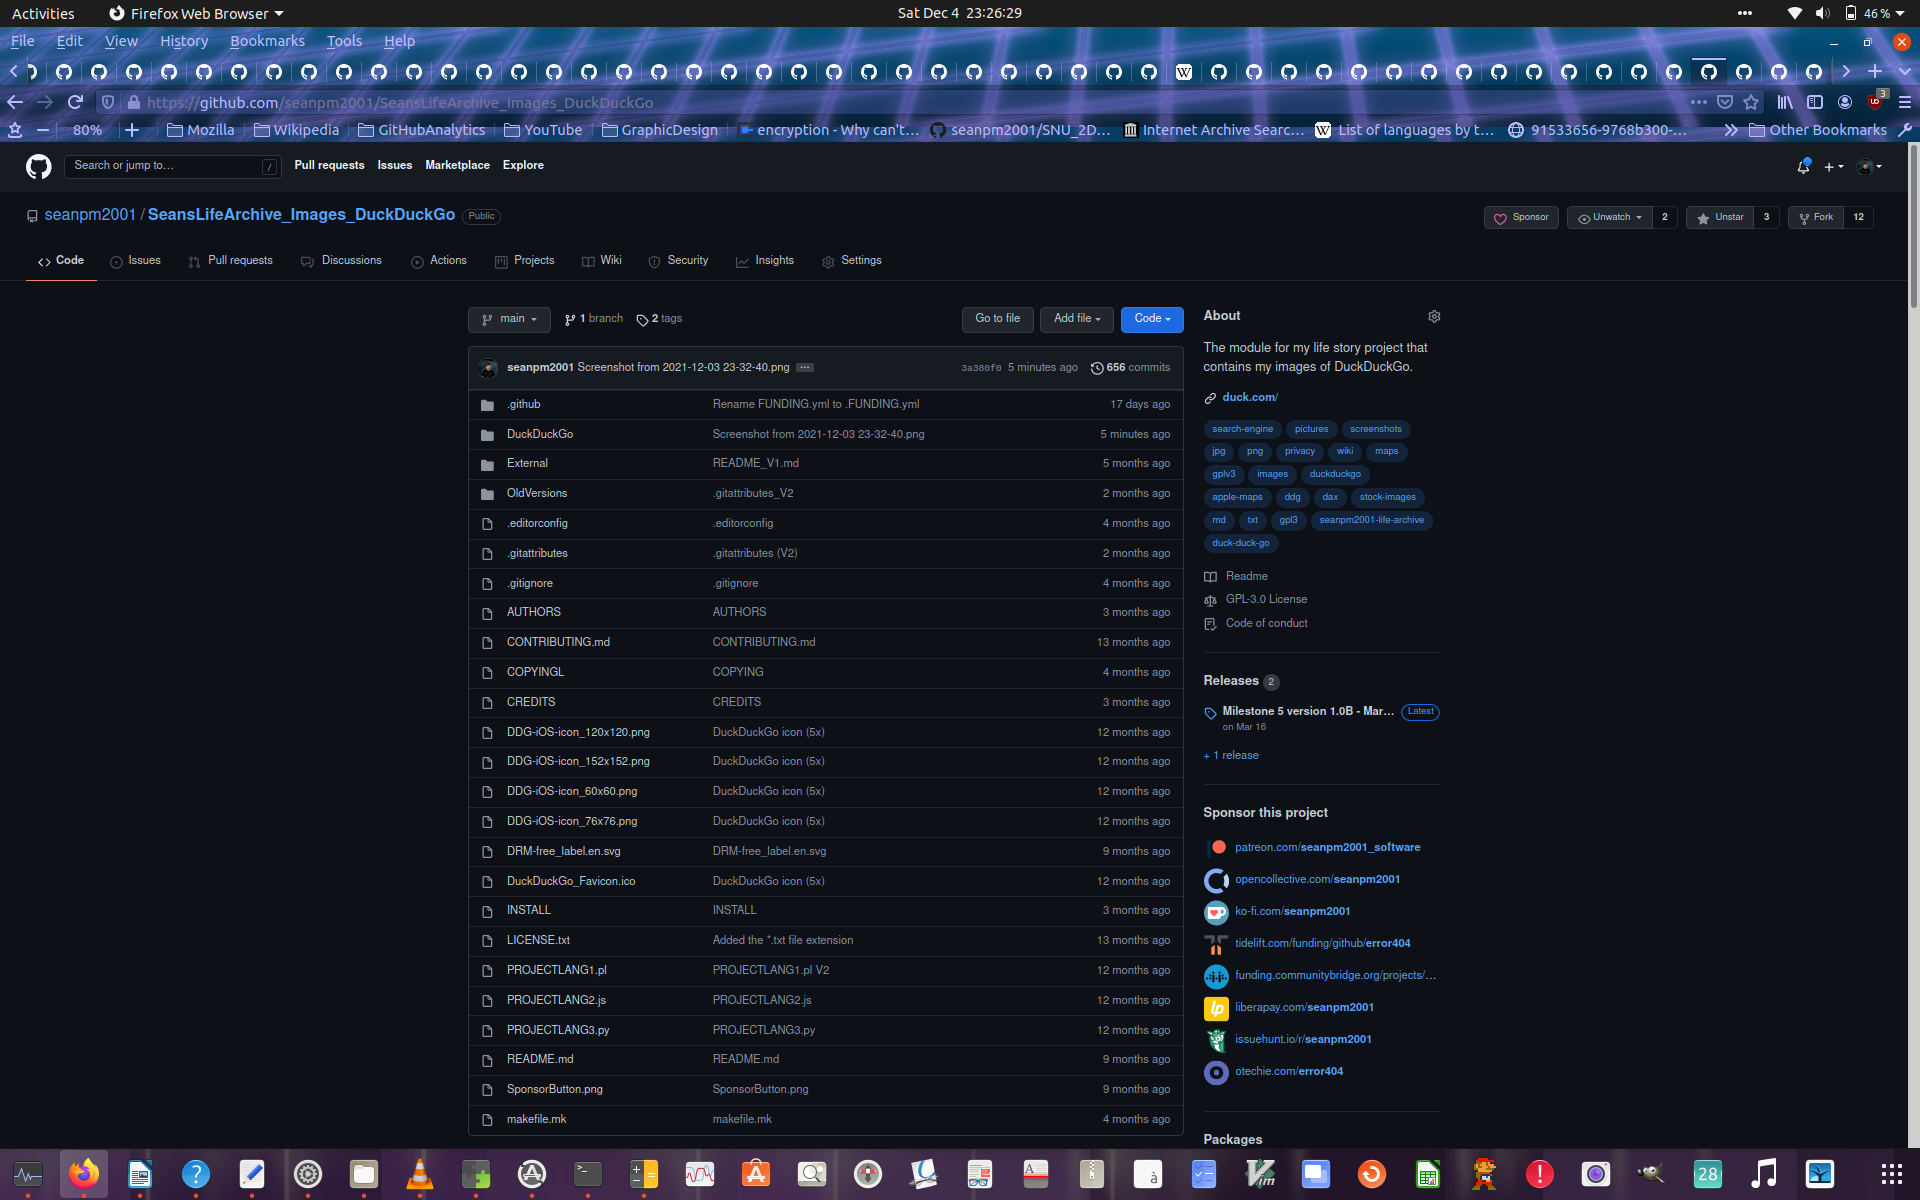 Activities Firefox Web Browser Sat Dec 4 23:26:29 46 %
File Edit View History Bookmarks Tools Help
https://github.com/seanpm2001/SeansLifeArchive_Images_DuckDuckGo 3
80% Mozilla Wikipedia GitHubAnalytics YouTube GraphicDesign encryption - Why can't... seanpm2001/SNU_2D... Internet Archive Searc... List of languages by t... 91533656-9768b300-... Other Bookmarks
Search or jump to... / Pull requests Issues Marketplace Explore
seanpm2001 / SeansLifeArchive_Images_DuckDuckGo Public Sponsor Unwatch 2 Unstar 3 Fork 12
Code Issues Pull requests Discussions Actions Projects Wiki Security Insights Settings
main 1 branch 2 tags Go to file Add file Code
seanpm2001 Screenshot from 2021-12-03 23-32-40.png ... 3a380f0 5 minutes ago 656 commits
.github Rename FUNDING.yml to .FUNDING.yml 17 days ago
DuckDuckGo Screenshot from 2021-12-03 23-32-40.png 5 minutes ago
External README_V1.md 5 months ago
OldVersions .gitattributes_V2 2 months ago
.editorconfig .editorconfig 4 months ago
.gitattributes .gitattributes (V2) 2 months ago
.gitignore .gitignore 4 months ago
AUTHORS AUTHORS 3 months ago
CONTRIBUTING.md CONTRIBUTING.md 13 months ago
COPYINGL COPYING 4 months ago
CREDITS CREDITS 3 months ago
DDG-iOS-icon_120x120.png DuckDuckGo icon (5x) 12 months ago
DDG-iOS-icon_152x152.png DuckDuckGo icon (5x) 12 months ago
DDG-iOS-icon_60x60.png DuckDuckGo icon (5x) 12 months ago
DDG-iOS-icon_76x76.png DuckDuckGo icon (5x) 12 months ago
DRM-free_label.en.svg DRM-free_label.en.svg 9 months ago
DuckDuckGo_Favicon.ico DuckDuckGo icon (5x) 12 months ago
INSTALL INSTALL 3 months ago
LICENSE.txt Added the *.txt file extension 13 months ago
PROJECTLANG1.pl PROJECTLANG1.pl V2 12 months ago
PROJECTLANG2.js PROJECTLANG2.js 12 months ago
PROJECTLANG3.py PROJECTLANG3.py 12 months ago
README.md README.md 9 months ago
SponsorButton.png SponsorButton.png 9 months ago
makefile.mk makefile.mk 4 months ago
About
The module for my life story project that
contains my images of DuckDuckGo.
duck.com/
search-engine pictures screenshots
jpg png privacy wiki maps
gplv3 images duckduckgo
apple-maps ddg dax stock-images
md txt gpl3 seanpm2001-life-archive
duck-duck-go
Readme
GPL-3.0 License
Code of conduct
Releases 2
Milestone 5 version 1.0B - Mar... Latest
on Mar 16
+ 1 release
Sponsor this project
patreon.com/seanpm2001_software
opencollective.com/seanpm2001
ko-fi.com/seanpm2001
tidelift.com/funding/github/error404
funding.communitybridge.org/projects/...
liberapay.com/seanpm2001
issuehunt.io/r/seanpm2001
otechie.com/error404
Packages
28